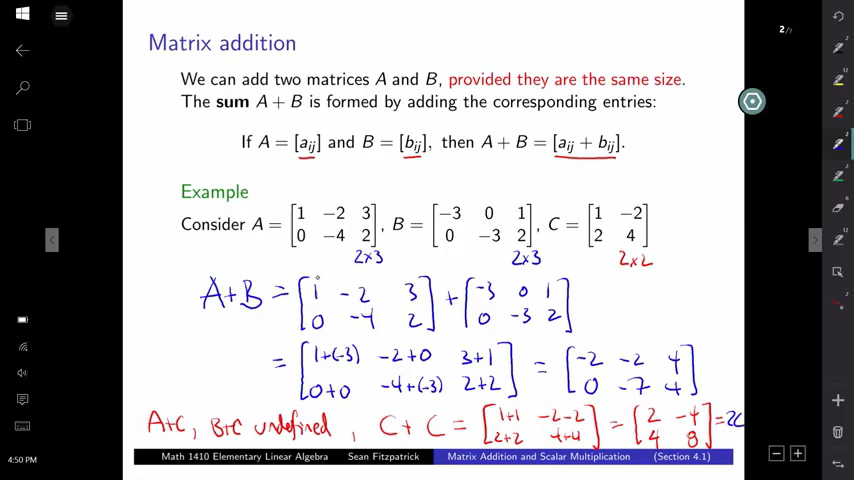 2/7
Matrix addition
We can add two matrices A and B, provided they are the same size.
The sum A + B is formed by adding the corresponding entries:
If A = [aij] and B = [bij], then A + B = [aij + bij].
Example
Consider A = [1 −2 3; 0 −4 2], B = [−3 0 1; 0 −3 2], C = [1 −2; 2 4]
2×3 2×3 2×2
A+B = [1 -2 3; 0 -4 2] + [-3 0 1; 0 -3 2]
= [1+(-3) -2+0 3+1; 0+0 -4+(-3) 2+2] = [-2 -2 4; 0 -7 4]
A+C, B+C undefined, C+C = [1+1 -2-2; 2+2 4+4] = [2 -4; 4 8] = 2C
Math 1410 Elementary Linear Algebra Sean Fitzpatrick Matrix Addition and Scalar Multiplication (Section 4.1)
4:50 PM